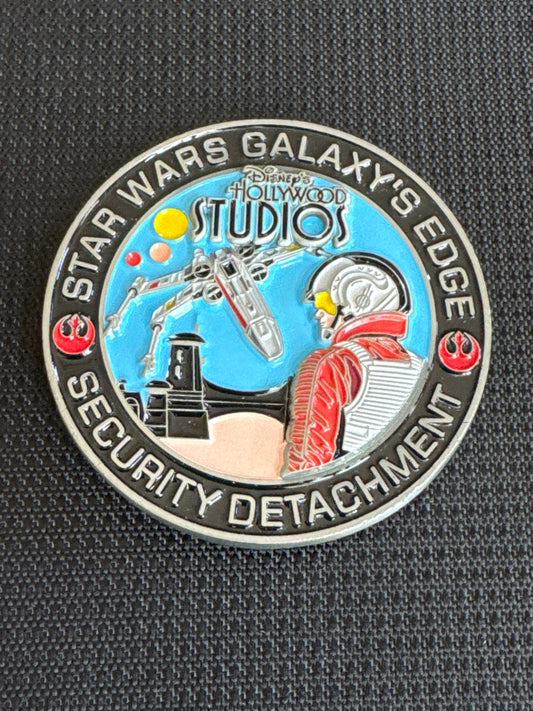 STAR WARS GALAXY'S EDGE
DISNEY'S
HOLLYWOOD
STUDIOS
SECURITY DETACHMENT